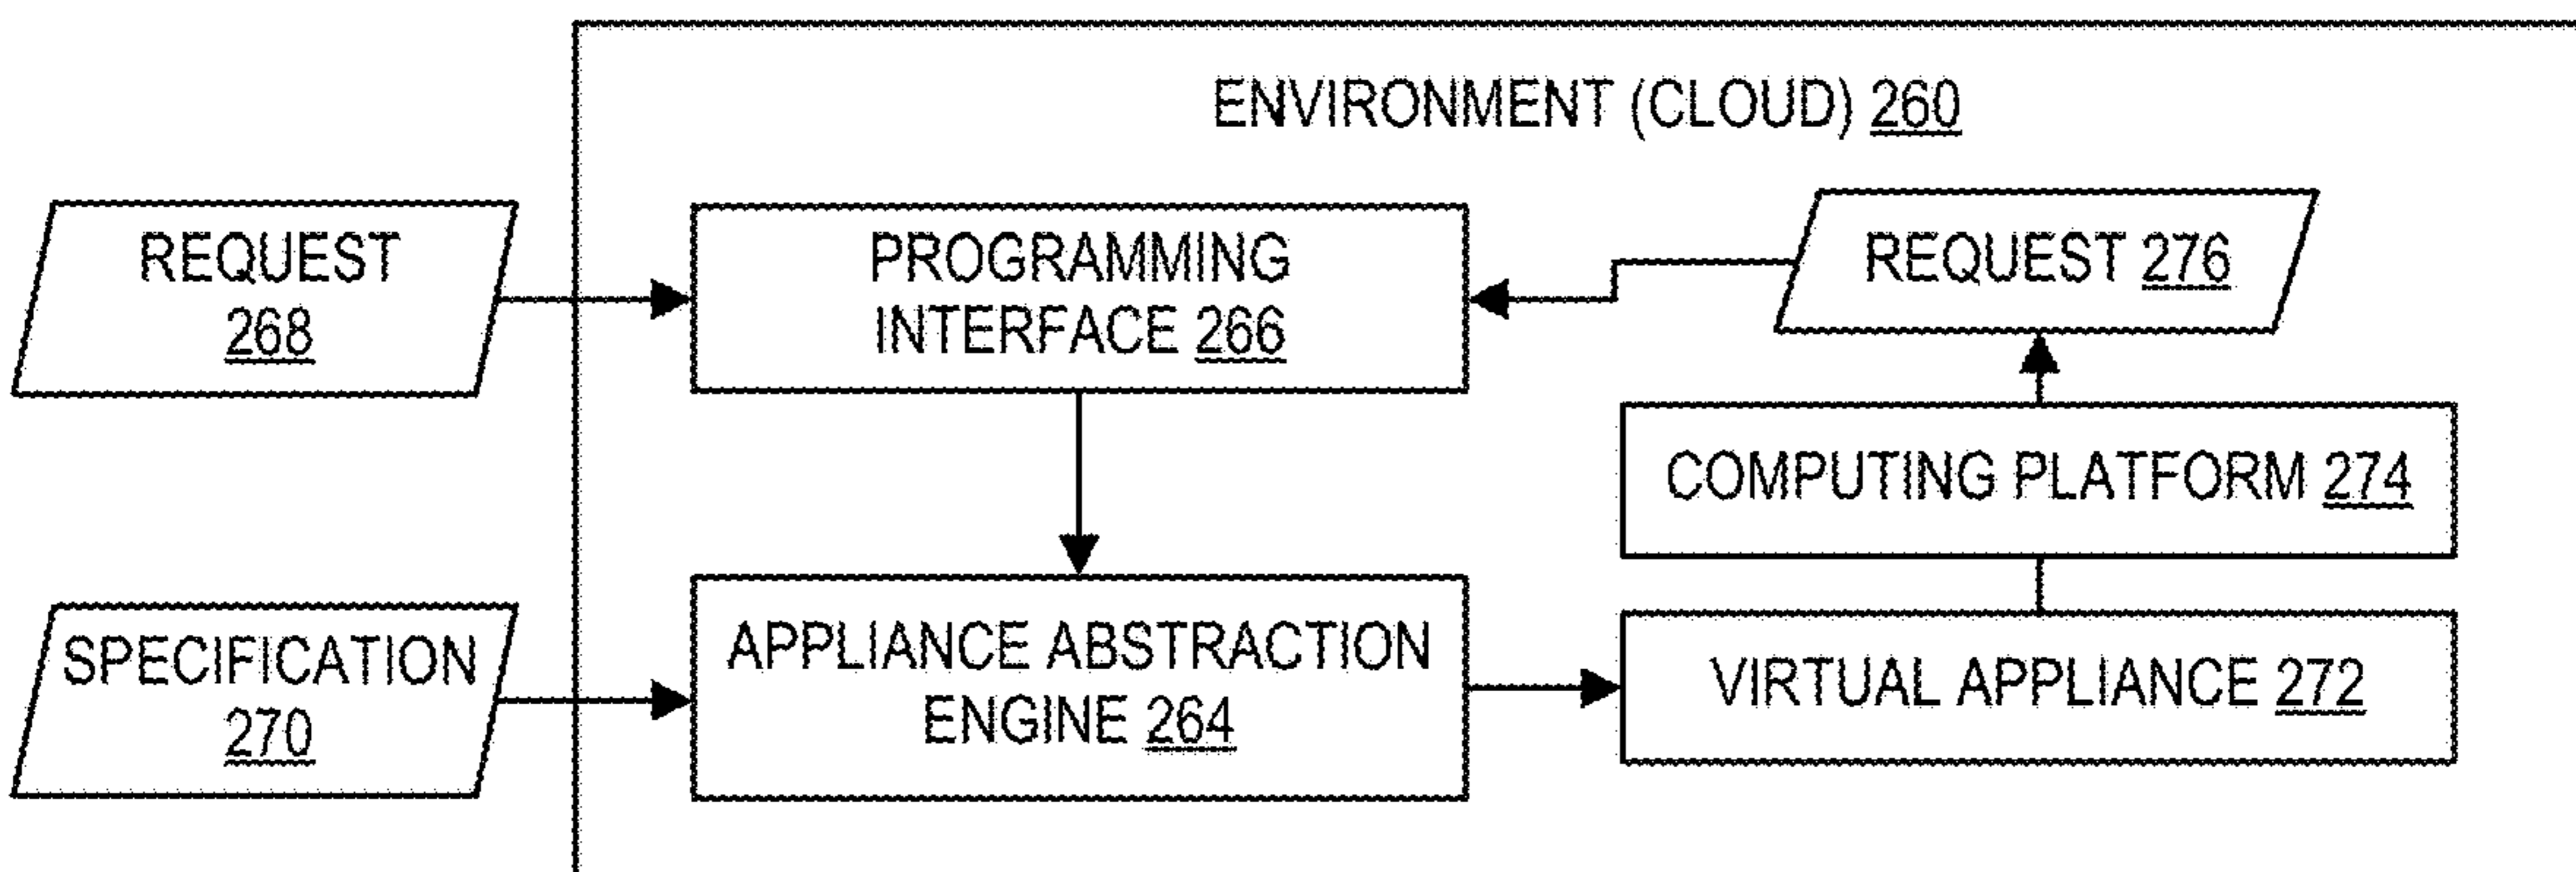 ENVIRONMENT (CLOUD) 260
REQUEST
268
PROGRAMMING
INTERFACE 266
REQUEST 276
COMPUTING PLATFORM 274
SPECIFICATION
270
APPLIANCE ABSTRACTION
ENGINE 264
VIRTUAL APPLIANCE 272